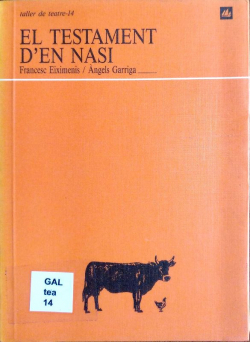 taller de teatre-14
EL TESTAMENT
D'EN NASI
Francesc Eiximenis / Àngels Garriga
GAL
tea
14